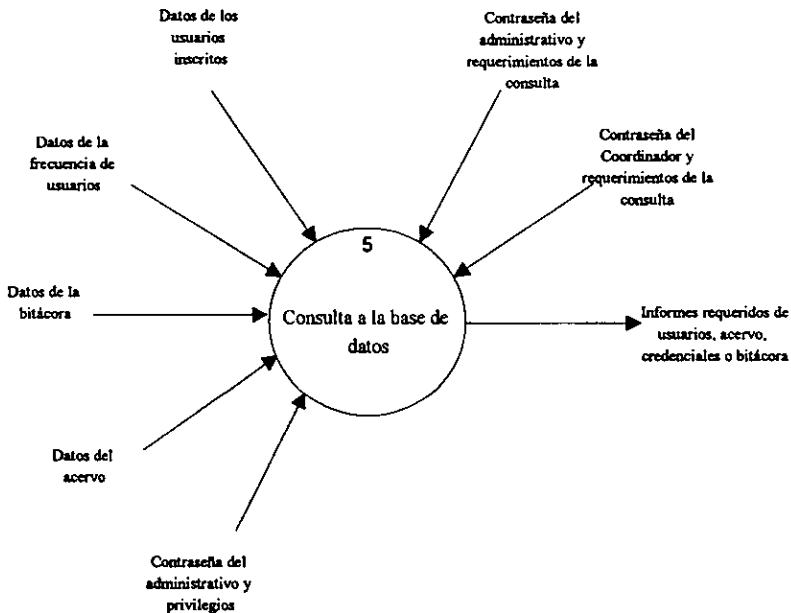 Datos de los
usuarios
inscritos
Contraseña del
administrativo y
requerimientos de la
consulta
Datos de la
frecuencia de
usuarios
Contraseña del
Coordinador y
requerimientos de la
consulta
5
Datos de la
bitácora
Consulta a la base de
datos
Informes requeridos de
usuarios, acervo,
credenciales o bitácora
Datos del
acervo
Contraseña del
administrativo y
privilegios